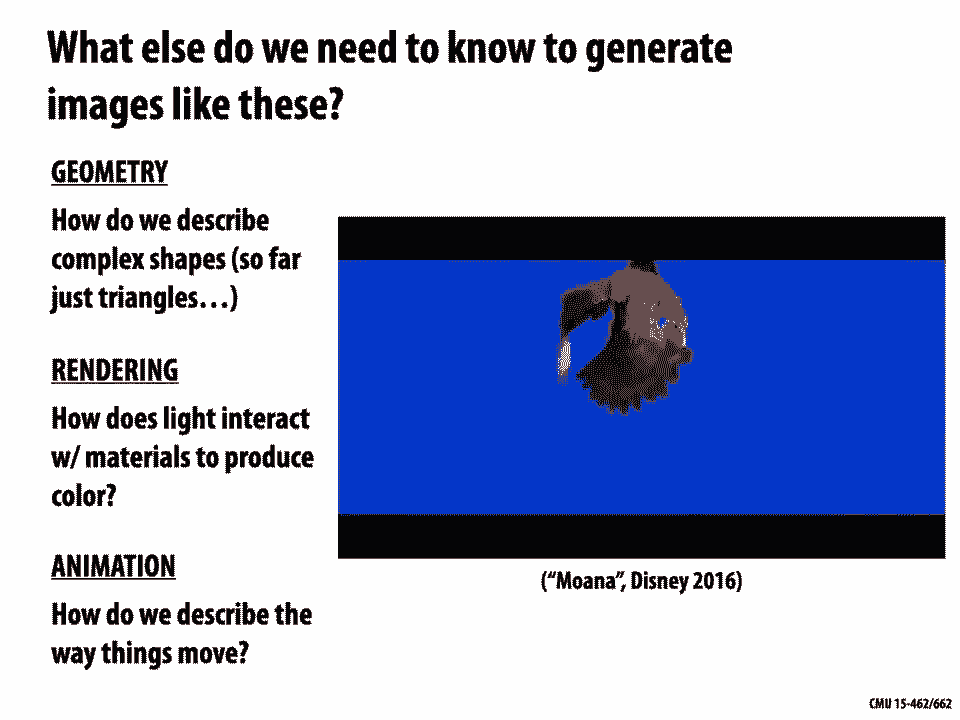 What else do we need to know to generate
images like these?
GEOMETRY
How do we describe
complex shapes (so far
just triangles…)
RENDERING
How does light interact
w/ materials to produce
color?
ANIMATION
How do we describe the
way things move?
(“Moana”, Disney 2016)
CMU 15-462/662